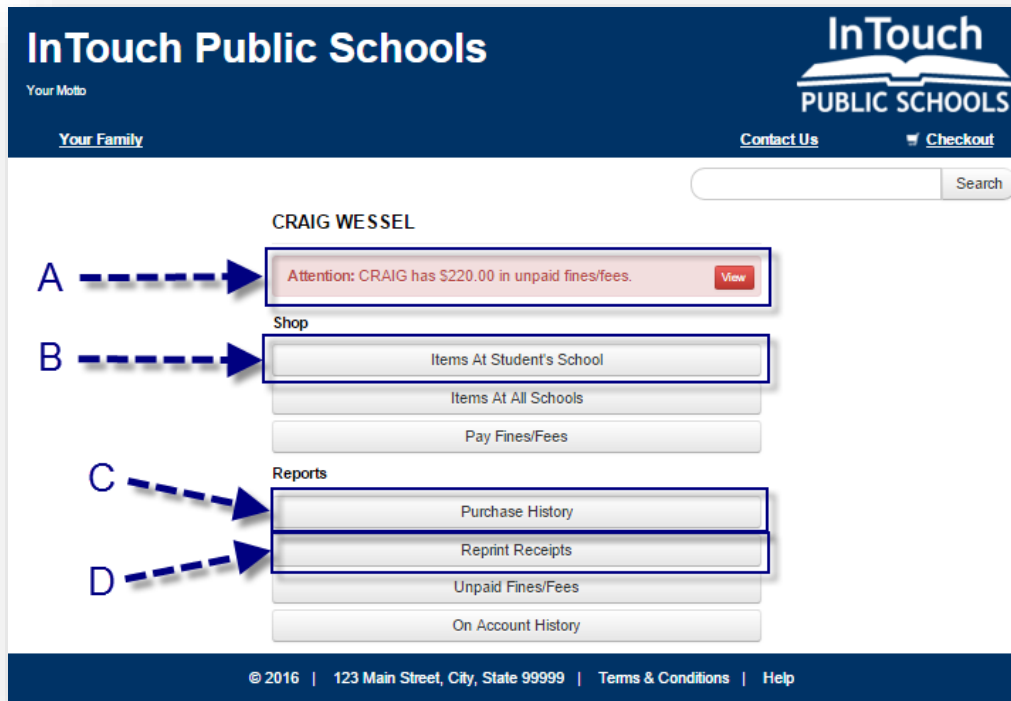 InTouch Public Schools
Your Motto
InTouch
PUBLIC SCHOOLS
Your Family
Contact Us
Checkout
Search
CRAIG WESSEL
A
Attention: CRAIG has $220.00 in unpaid fines/fees.
View
Shop
B
Items At Student's School
Items At All Schools
Pay Fines/Fees
Reports
C
Purchase History
Reprint Receipts
D
Unpaid Fines/Fees
On Account History
© 2016 | 123 Main Street, City, State 99999 | Terms & Conditions | Help